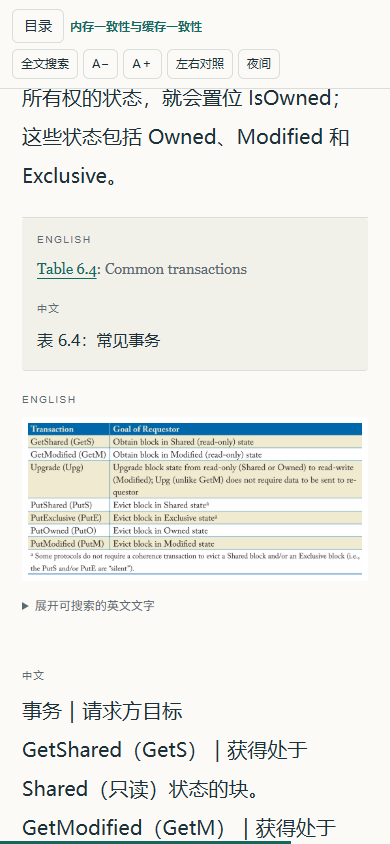 目录
内存一致性与缓存一致性
全文搜索
A−
A+
左右对照
夜间
所有权的状态，就会置位 IsOwned；
这些状态包括 Owned、Modified 和
Exclusive。
ENGLISH
Table 6.4: Common transactions
中文
表 6.4：常见事务
ENGLISH
Transaction Goal of Requestor
GetShared (GetS) Obtain block in Shared (read-only) state
GetModified (GetM) Obtain block in Modified (read-only) state
Upgrade (Upg) Upgrade block state from read-only (Shared or Owned) to read-write
(Modified); Upg (unlike GetM) does not require data to be sent to re-
questor
PutShared (PutS) Evict block in Shared stateᵃ
PutExclusive (PutE) Evict block in Exclusive stateᵃ
PutOwned (PutO) Evict block in Owned state
PutModified (PutM) Evict block in Modified state
ᵃ Some protocols do not require a coherence transaction to evict a Shared block and/or an Exclusive block (i.e.,
the PutS and/or PutE are "silent").
▶ 展开可搜索的英文文字
中文
事务 | 请求方目标
GetShared（GetS） | 获得处于
Shared（只读）状态的块。
GetModified（GetM） | 获得处于